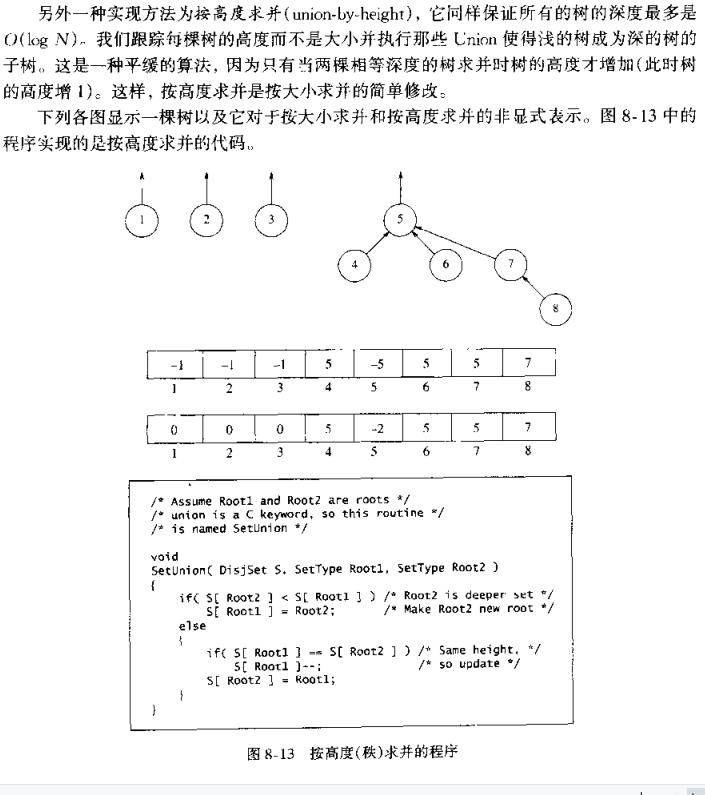 另外一种实现方法为按高度求并(union-by-height)，它同样保证所有的树的深度最多是
O(log N)。我们跟踪每棵树的高度而不是大小并执行那些 Union 使得浅的树成为深的树的
子树。这是一种平缓的算法，因为只有当两棵相等深度的树求并时树的高度才增加(此时树
的高度增 1)。这样，按高度求并是按大小求并的简单修改。
下列各图显示一棵树以及它对于按大小求并和按高度求并的非显式表示。图 8-13 中的
程序实现的是按高度求并的代码。
1 2 3 5
4 6 7
8
-1 -1 -1 5 -5 5 5 7
1 2 3 4 5 6 7 8
0 0 0 5 -2 5 5 7
1 2 3 4 5 6 7 8
/* Assume Root1 and Root2 are roots */
/* union is a C keyword, so this routine */
/* is named SetUnion */
void
SetUnion( DisjSet S, SetType Root1, SetType Root2 )
{
if( S[ Root2 ] < S[ Root1 ] ) /* Root2 is deeper set */
S[ Root1 ] = Root2; /* Make Root2 new root */
else
{
if( S[ Root1 ] == S[ Root2 ] ) /* Same height, */
S[ Root1 ]--; /* so update */
S[ Root2 ] = Root1;
}
}
图 8-13 按高度(秩)求并的程序